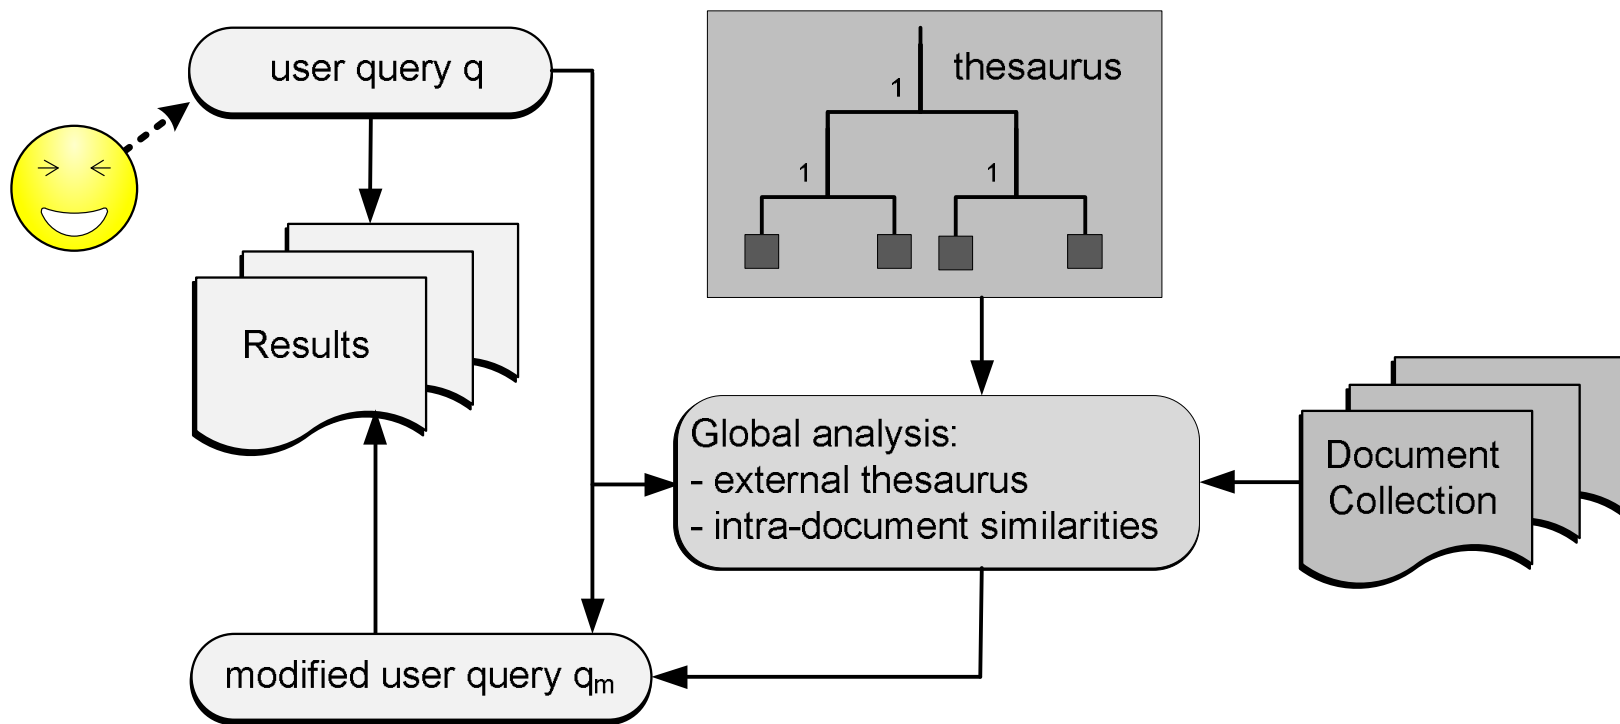 user query q
thesaurus
1
1
1
Results
Global analysis:
- external thesaurus
- intra-document similarities
Document
Collection
modified user query qₘ